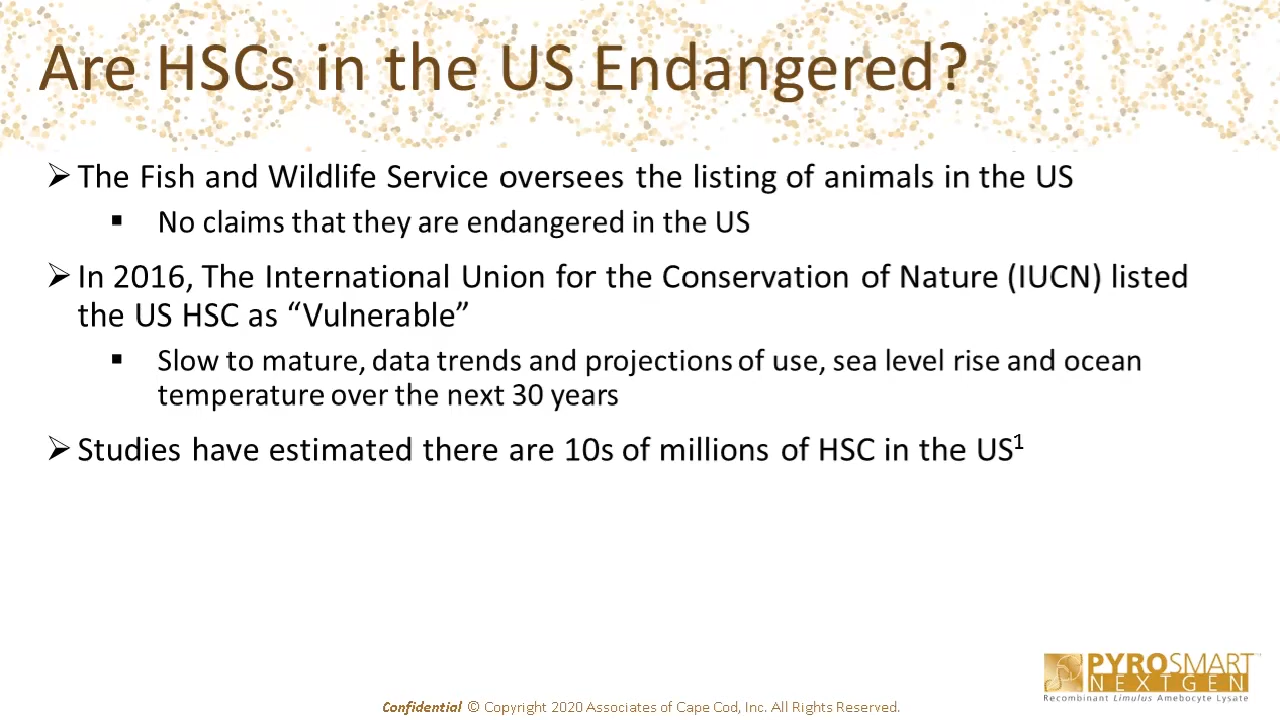 Are HSCs in the US Endangered?
➢ The Fish and Wildlife Service oversees the listing of animals in the US
▪ No claims that they are endangered in the US
➢ In 2016, The International Union for the Conservation of Nature (IUCN) listed
the US HSC as “Vulnerable”
▪ Slow to mature, data trends and projections of use, sea level rise and ocean
temperature over the next 30 years
➢ Studies have estimated there are 10s of millions of HSC in the US¹
PYROSMART™
NEXTGEN
Recombinant Limulus Amebocyte Lysate
Confidential © Copyright 2020 Associates of Cape Cod, Inc. All Rights Reserved.